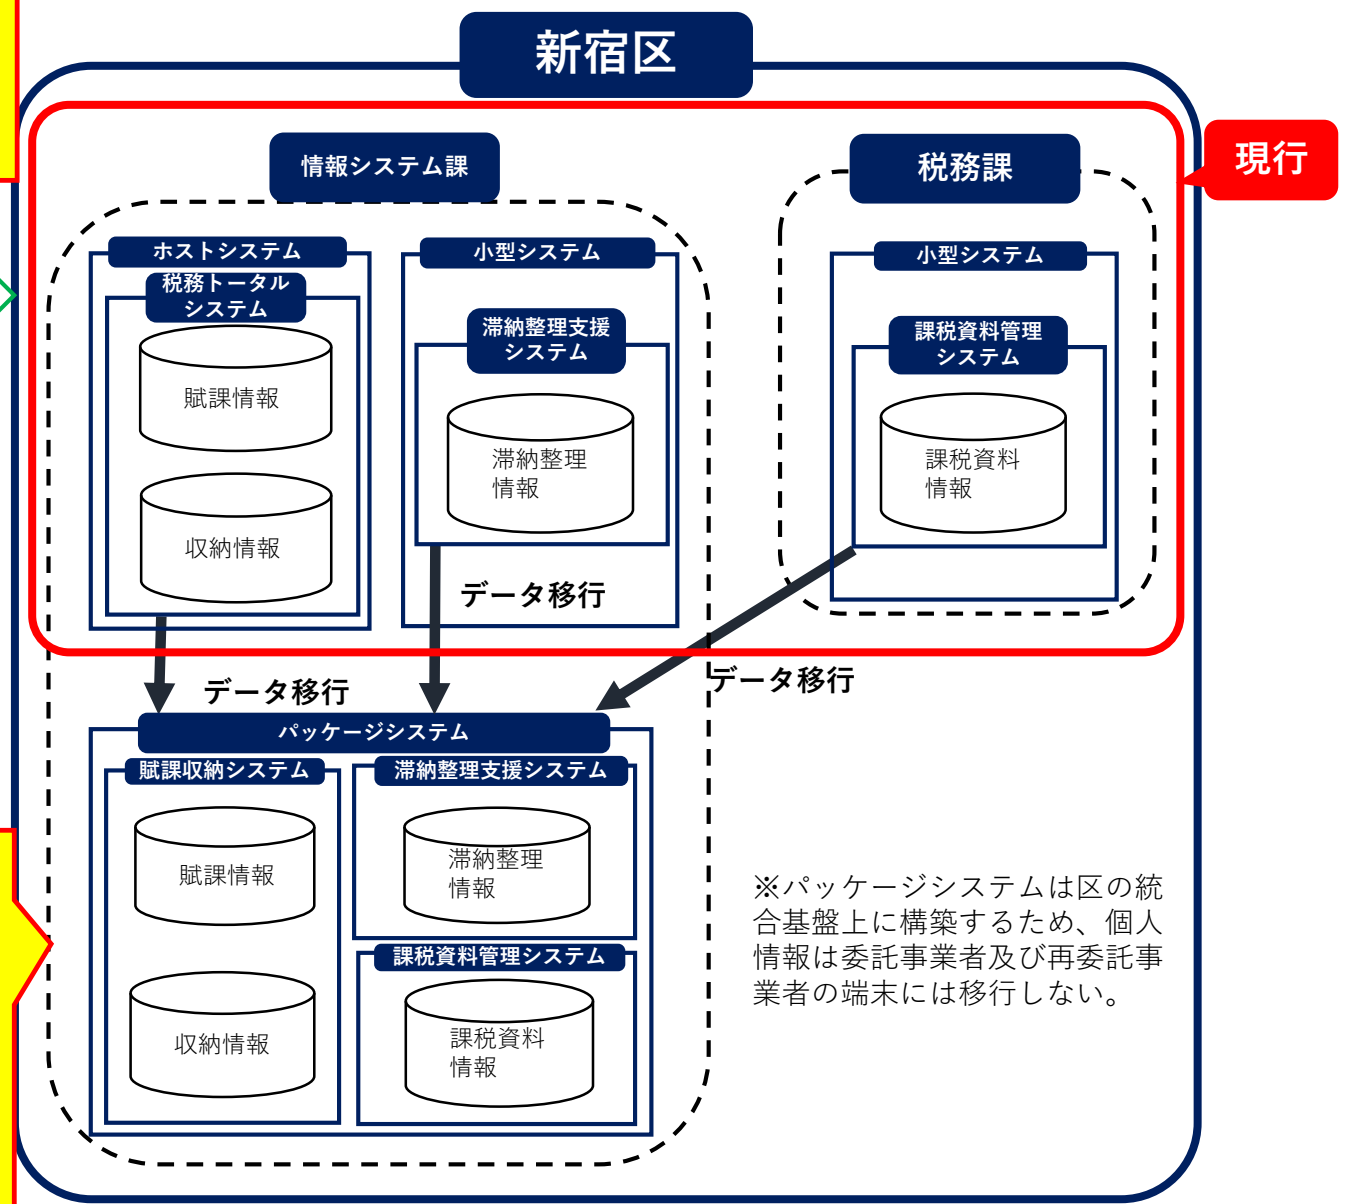 新宿区
現行
情報システム課
税務課
ホストシステム
税務トータル
システム
賦課情報
収納情報
小型システム
滞納整理支援
システム
滞納整理
情報
小型システム
課税資料管理
システム
課税資料
情報
データ移行
データ移行
データ移行
パッケージシステム
賦課収納システム
賦課情報
収納情報
滞納整理支援システム
滞納整理
情報
課税資料管理システム
課税資料
情報
※パッケージシステムは区の統
合基盤上に構築するため、個人
情報は委託事業者及び再委託事
業者の端末には移行しない。